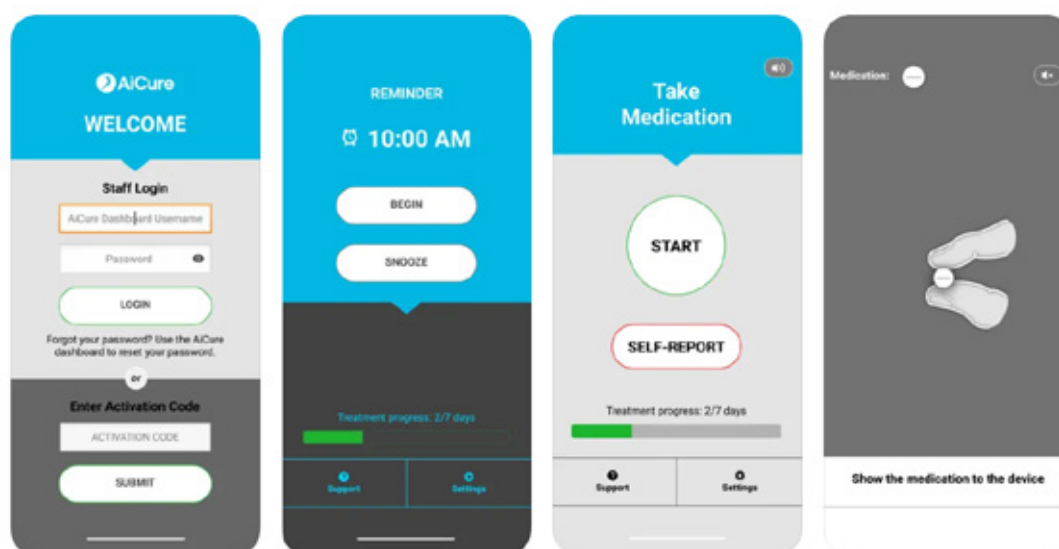 AiCure
WELCOME
Staff Login
AiCure Dashboard Username
Password
LOGIN
Forgot your password? Use the AiCure
dashboard to reset your password.
or
Enter Activation Code
ACTIVATION CODE
SUBMIT
REMINDER
10:00 AM
BEGIN
SNOOZE
Treatment progress: 2/7 days
Support
Settings
Take
Medication
START
SELF-REPORT
Treatment progress: 2/7 days
Support
Settings
Medication:
Show the medication to the device